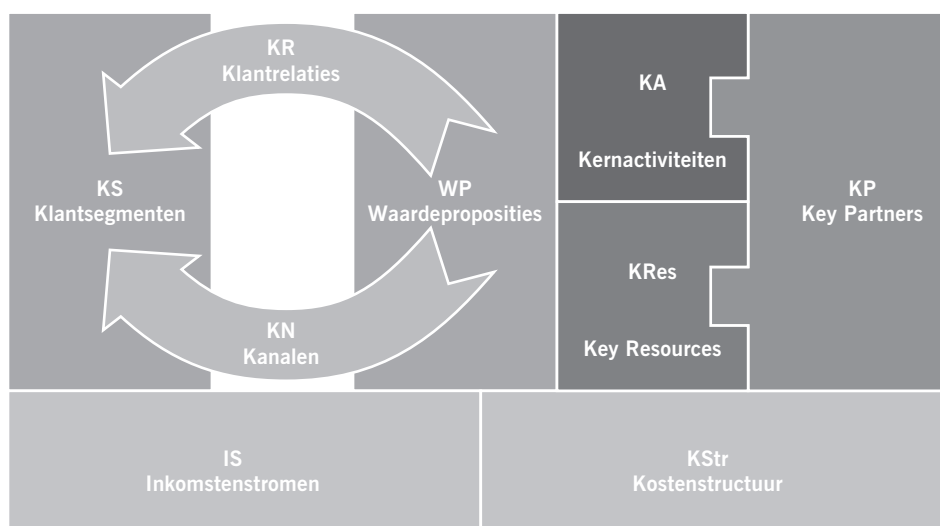 KR
Klantrelaties
KA
Kernactiviteiten
KS
Klantsegmenten
WP
Waardeproposities
KP
Key Partners
KRes
Key Resources
KN
Kanalen
IS
Inkomstenstromen
KStr
Kostenstructuur